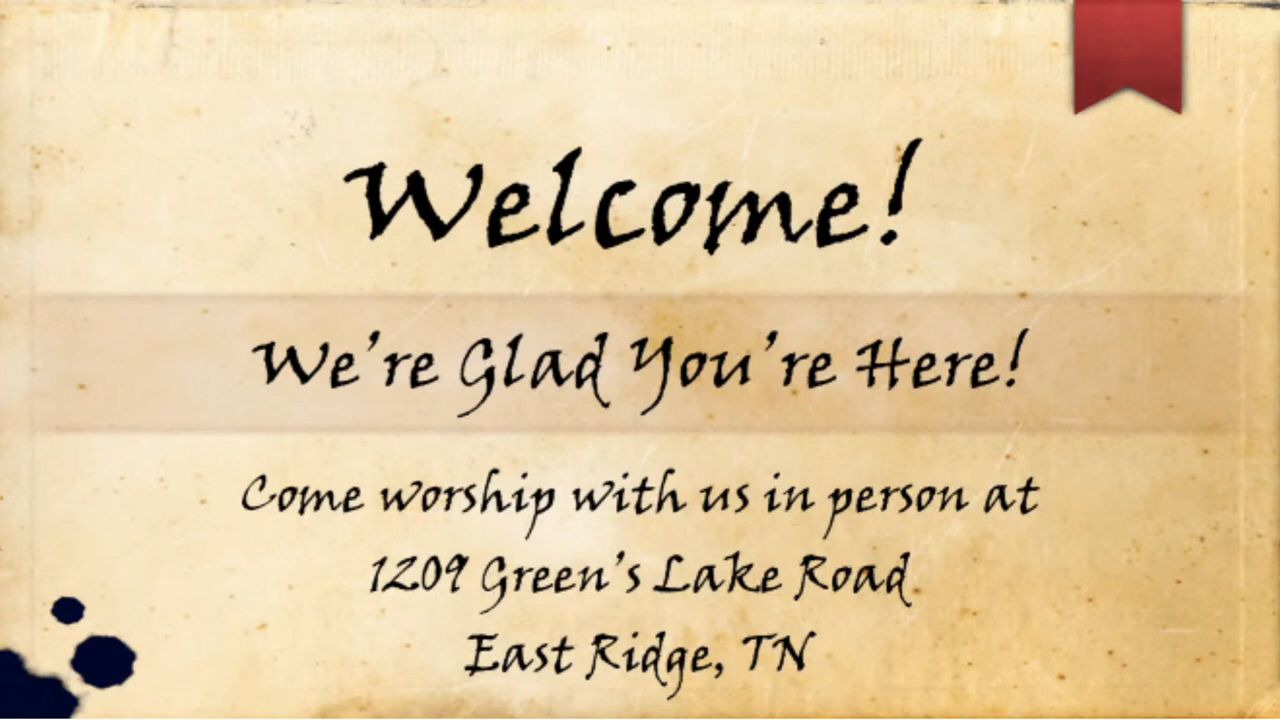 Welcome!
We're Glad You're Here!
Come worship with us in person at
1209 Green's Lake Road
East Ridge, TN